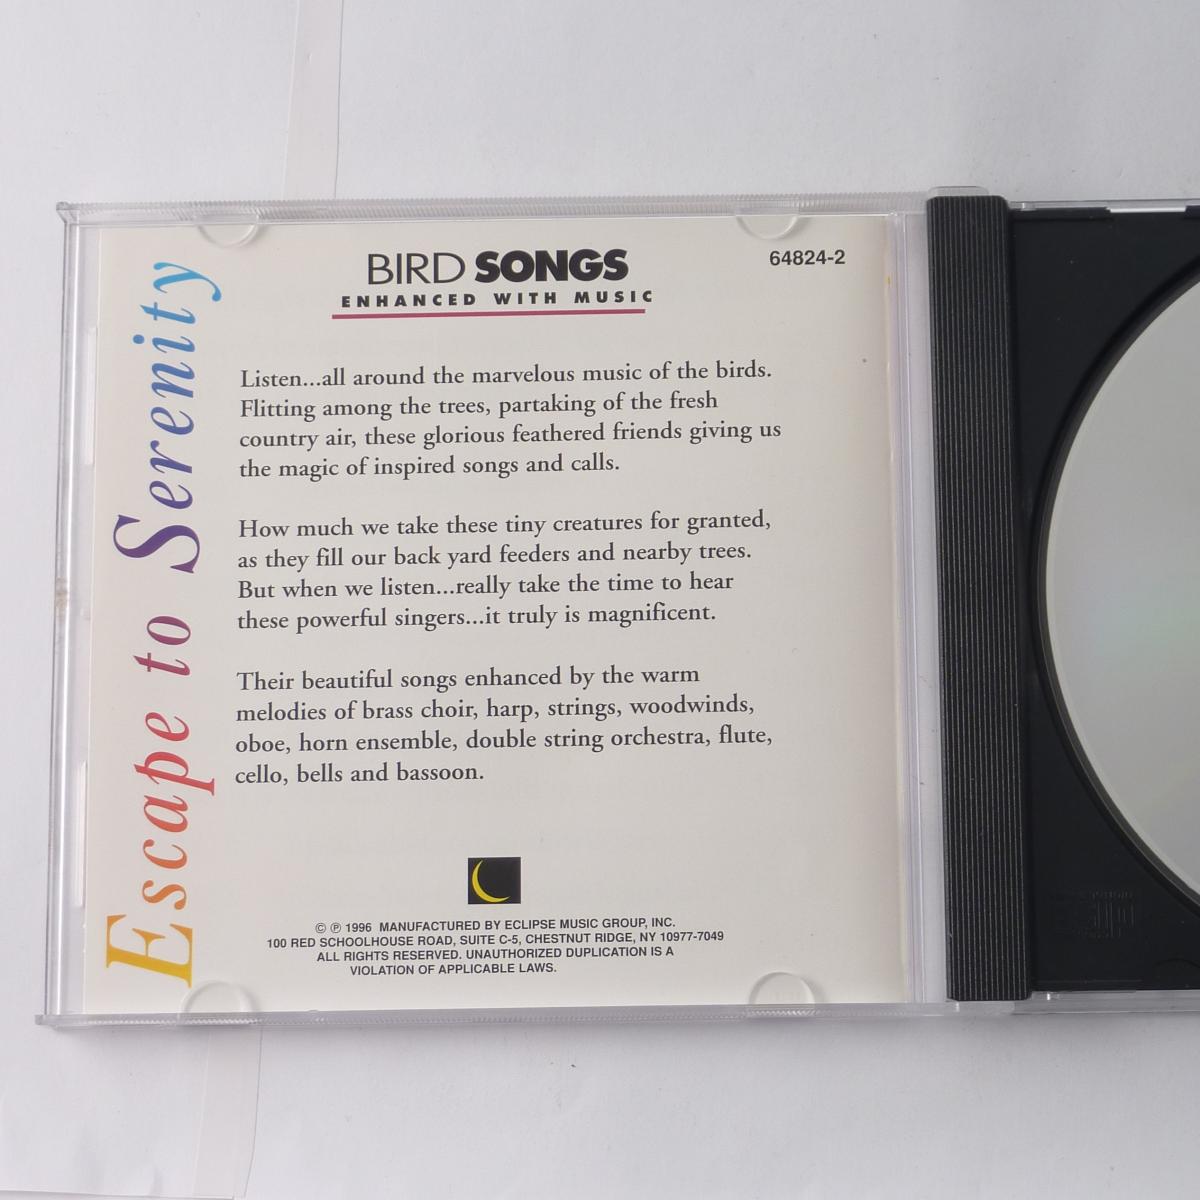 BIRD SONGS
ENHANCED WITH MUSIC
64824-2
Escape to Serenity
Listen...all around the marvelous music of the birds.
Flitting among the trees, partaking of the fresh
country air, these glorious feathered friends giving us
the magic of inspired songs and calls.
How much we take these tiny creatures for granted,
as they fill our back yard feeders and nearby trees.
But when we listen...really take the time to hear
these powerful singers...it truly is magnificent.
Their beautiful songs enhanced by the warm
melodies of brass choir, harp, strings, woodwinds,
oboe, horn ensemble, double string orchestra, flute,
cello, bells and bassoon.
© ℗ 1996 MANUFACTURED BY ECLIPSE MUSIC GROUP, INC.
100 RED SCHOOLHOUSE ROAD, SUITE C-5, CHESTNUT RIDGE, NY 10977-7049
ALL RIGHTS RESERVED. UNAUTHORIZED DUPLICATION IS A
VIOLATION OF APPLICABLE LAWS.